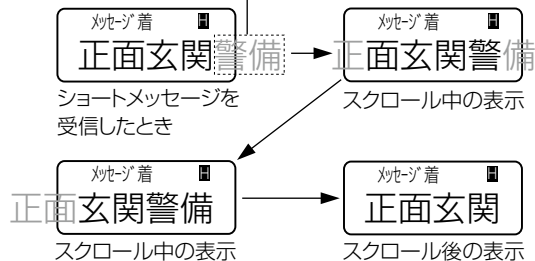 ﾒｯｾｰｼﾞ着 H
正面玄関警備
ショートメッセージを
受信したとき
ﾒｯｾｰｼﾞ着 H
正面玄関警備
スクロール中の表示
ﾒｯｾｰｼﾞ着 H
正面玄関警備
スクロール中の表示
ﾒｯｾｰｼﾞ着 H
正面玄関
スクロール後の表示